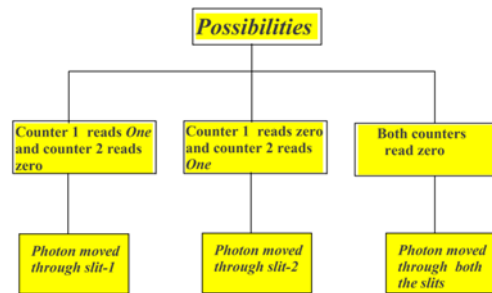 Possibilities
Counter 1 reads One
and counter 2 reads
zero
Counter 1 reads zero
and counter 2 reads
One
Both counters
read zero
Photon moved
through slit-1
Photon moved
through slit-2
Photon moved
through both
the slits